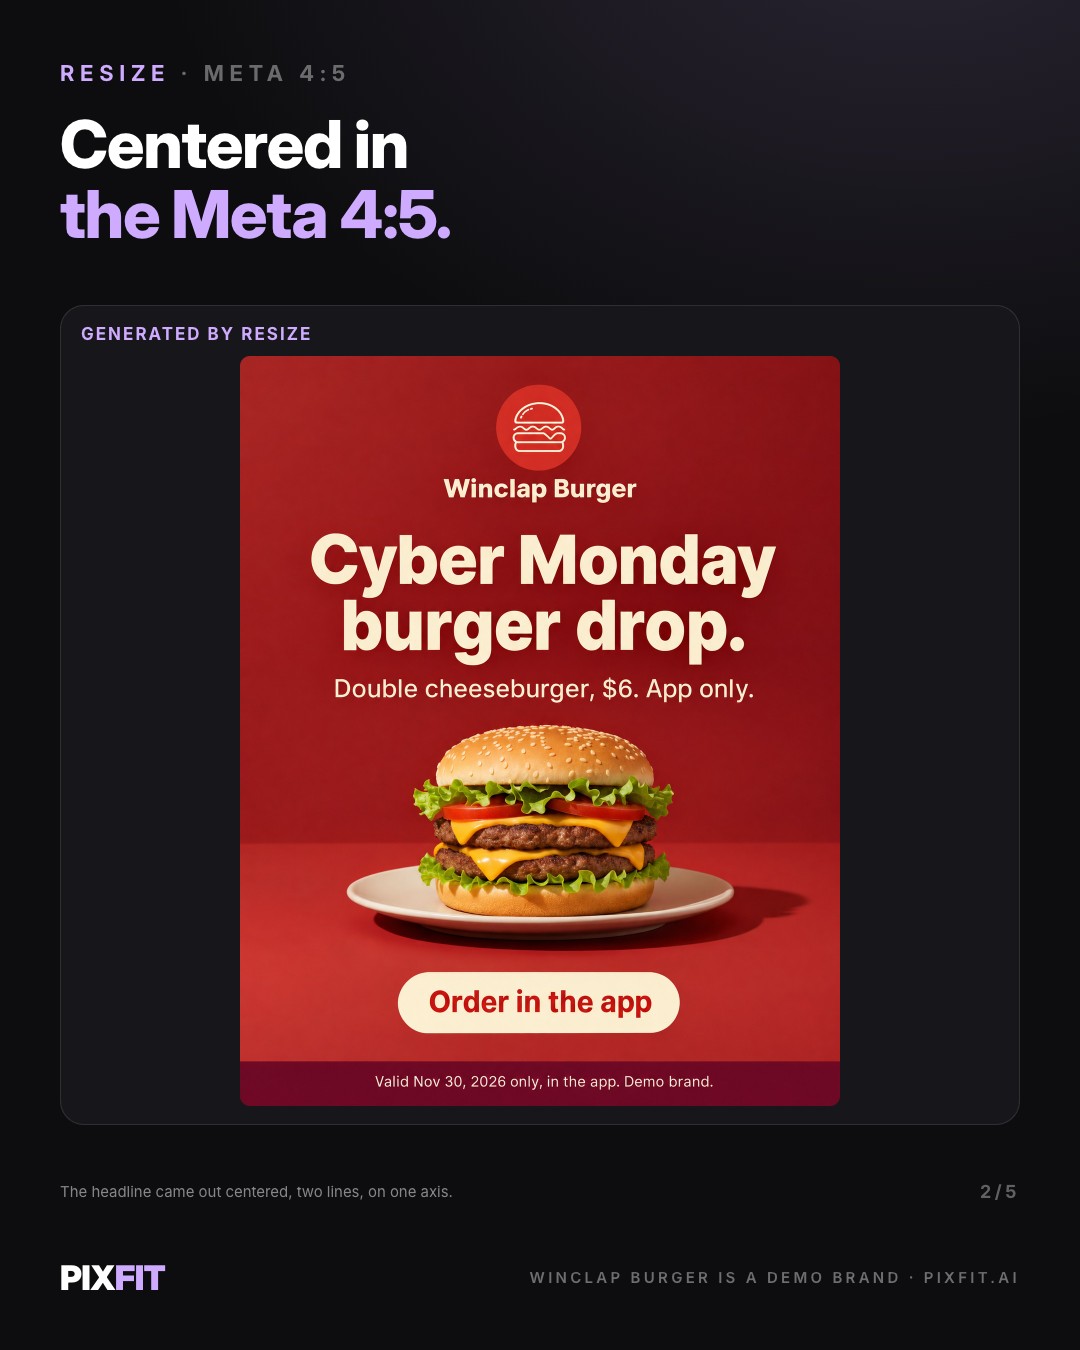 RESIZE · META 4:5
Centered in
the Meta 4:5.
GENERATED BY RESIZE
Winclap Burger
Cyber Monday
burger drop.
Double cheeseburger, $6. App only.
Order in the app
Valid Nov 30, 2026 only, in the app. Demo brand.
The headline came out centered, two lines, on one axis.
2/5
PIXFIT
WINCLAP BURGER IS A DEMO BRAND · PIXFIT.AI